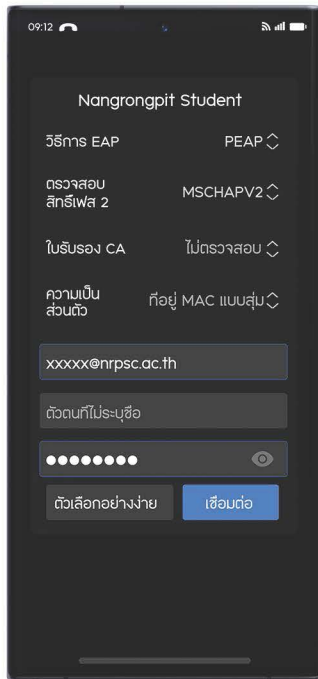 09:12
Nangrongpit Student
วิธีการ EAP PEAP
ตรวจสอบ
สิทธิ์เฟส 2 MSCHAPV2
ใบรับรอง CA ไม่ตรวจสอบ
ความเป็น
ส่วนตัว ที่อยู่ MAC แบบสุ่ม
xxxxx@nrpsc.ac.th
ตัวตนที่ไม่ระบุชื่อ
ตัวเลือกอย่างง่าย เชื่อมต่อ